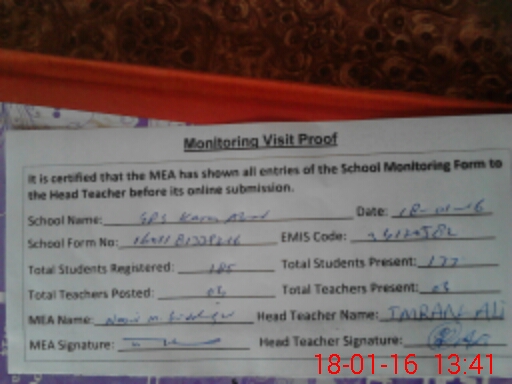 Monitoring Visit Proof
It is certified that the MEA has shown all entries of the School Monitoring Form to
the Head Teacher before its online submission.
School Name: GPS Date:
School Form No: EMIS Code:
Total Students Registered: 185 Total Students Present: 177
Total Teachers Posted: 03 Total Teachers Present: 03
MEA Name: Head Teacher Name: IMRAN ALI
MEA Signature: Head Teacher Signature:
18-01-16 13:41